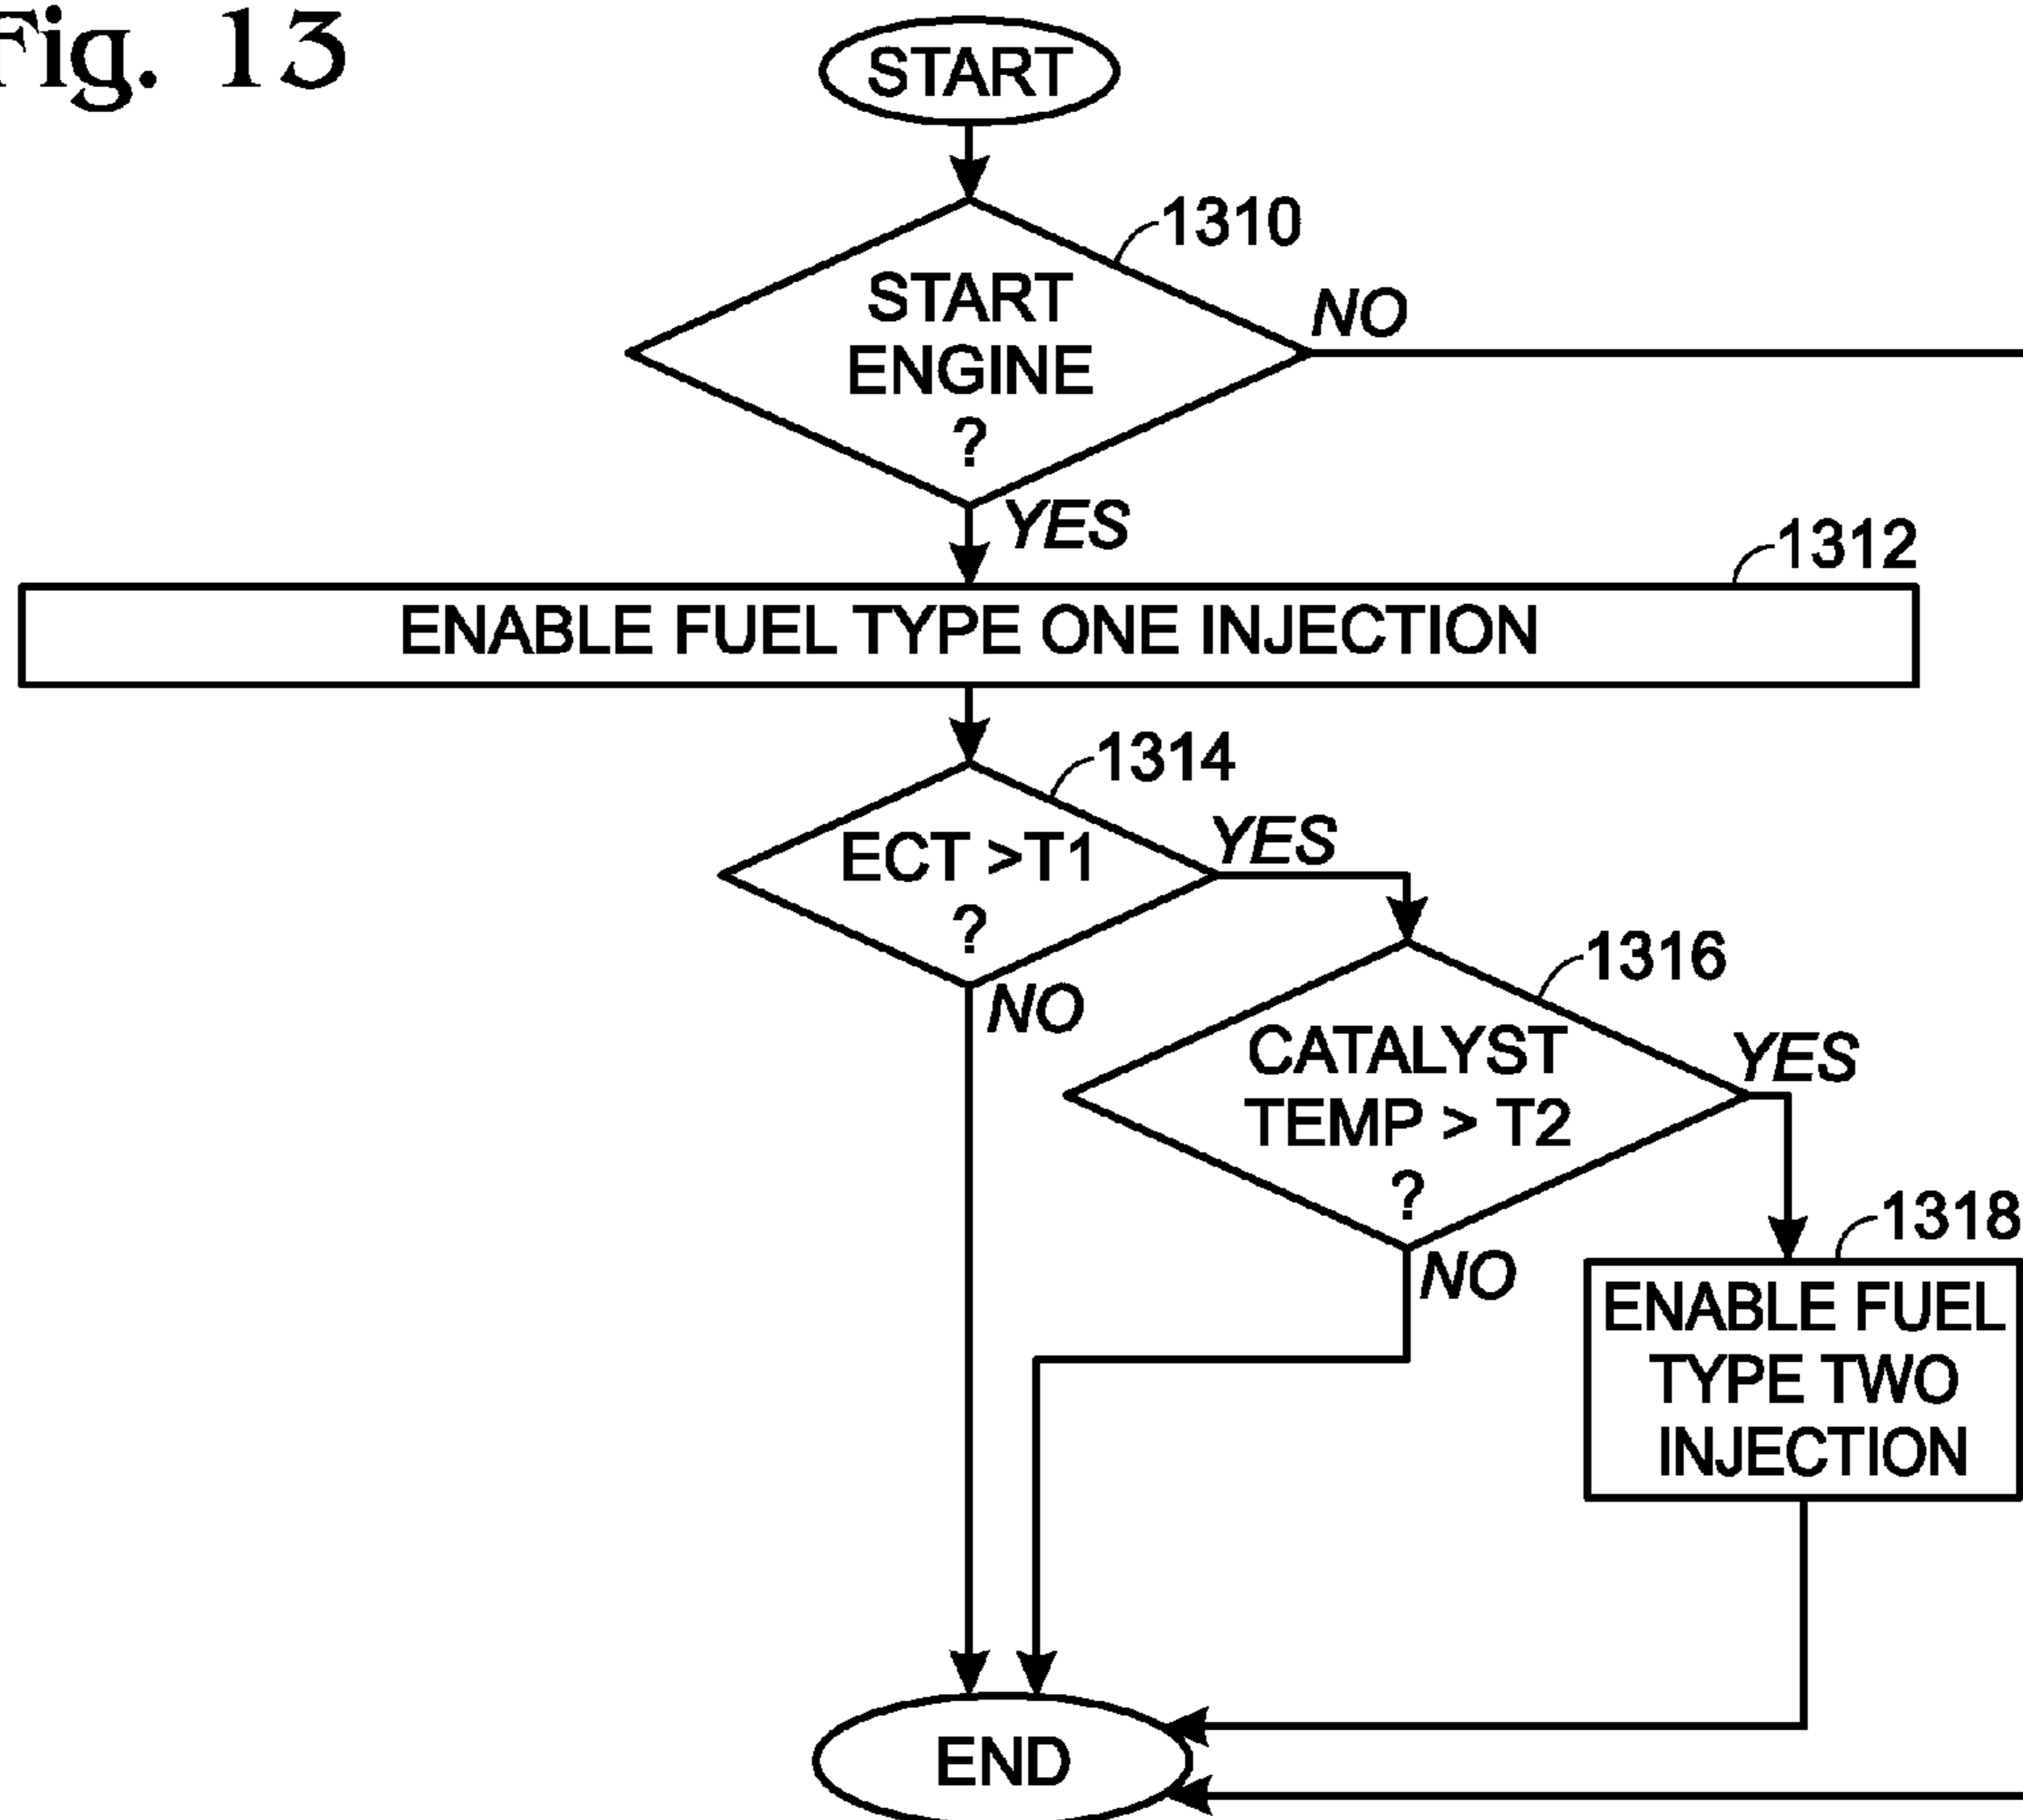 Fig. 13
START
1310
START
ENGINE
?
NO
YES
1312
ENABLE FUEL TYPE ONE INJECTION
1314
ECT >T1
?
YES
NO
1316
CATALYST
TEMP > T2
?
YES
NO
1318
ENABLE FUEL
TYPE TWO
INJECTION
END